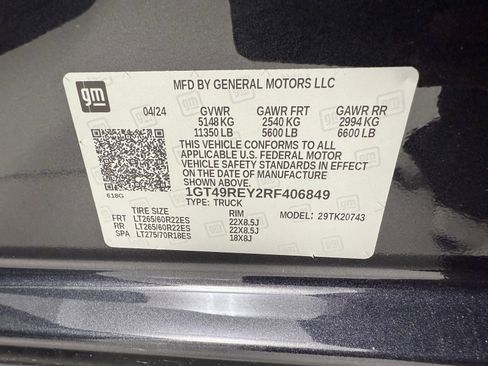 MFD BY GENERAL MOTORS LLC
gm
04/24 GVWR GAWR FRT GAWR RR
5148 KG 2540 KG 2994 KG
11350 LB 5600 LB 6600 LB
THIS VEHICLE CONFORMS TO ALL
APPLICABLE U.S. FEDERAL MOTOR
VEHICLE SAFETY STANDARDS IN EFFECT
ON THE DATE OF MANUFACTURE
SHOWN ABOVE.
618G
1GT49REY2RF406849
TYPE: TRUCK
TIRE SIZE RIM MODEL: 29TK20743
FRT LT265/60R22ES 22X8.5J
RR LT265/60R22ES 22X8.5J
SPA LT275/70R18ES 18X8J